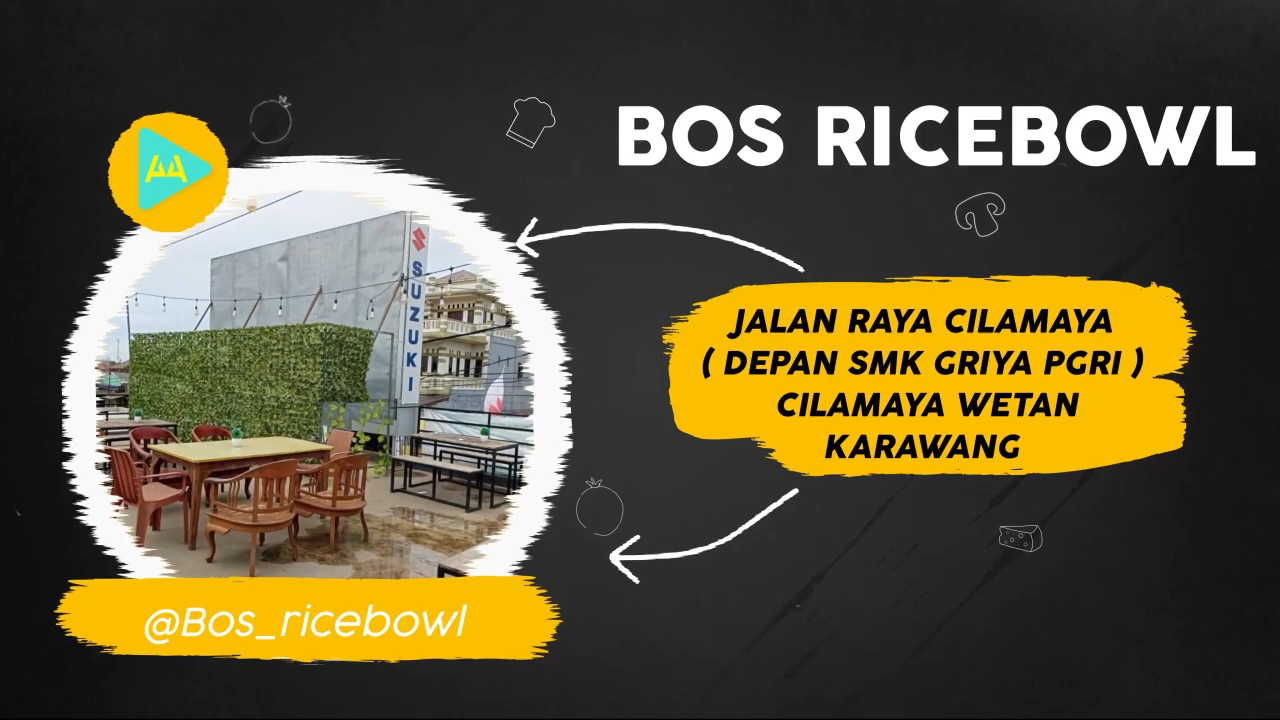 BOS RICEBOWL
SUZUKI
JALAN RAYA CILAMAYA
( DEPAN SMK GRIYA PGRI )
CILAMAYA WETAN
KARAWANG
@Bos_ricebowl